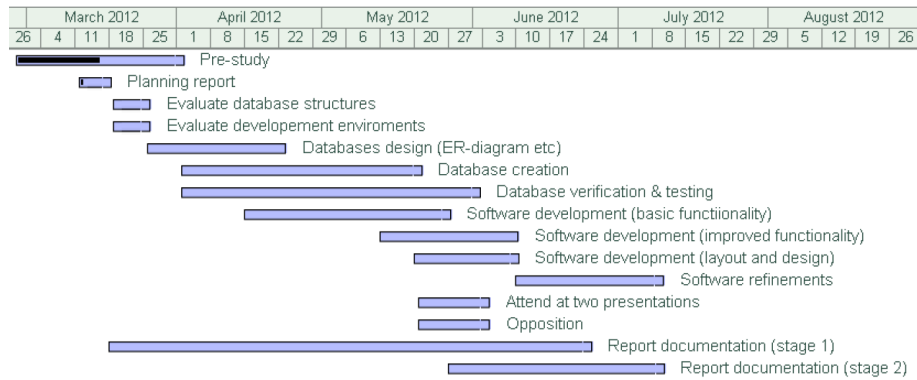 March 2012 April 2012 May 2012 June 2012 July 2012 August 2012
26 4 11 18 25 1 8 15 22 29 6 13 20 27 3 10 17 24 1 8 15 22 29 5 12 19 26
Pre-study
Planning report
Evaluate database structures
Evaluate developement enviroments
Databases design (ER-diagram etc)
Database creation
Database verification & testing
Software development (basic functiionality)
Software development (improved functionality)
Software development (layout and design)
Software refinements
Attend at two presentations
Opposition
Report documentation (stage 1)
Report documentation (stage 2)